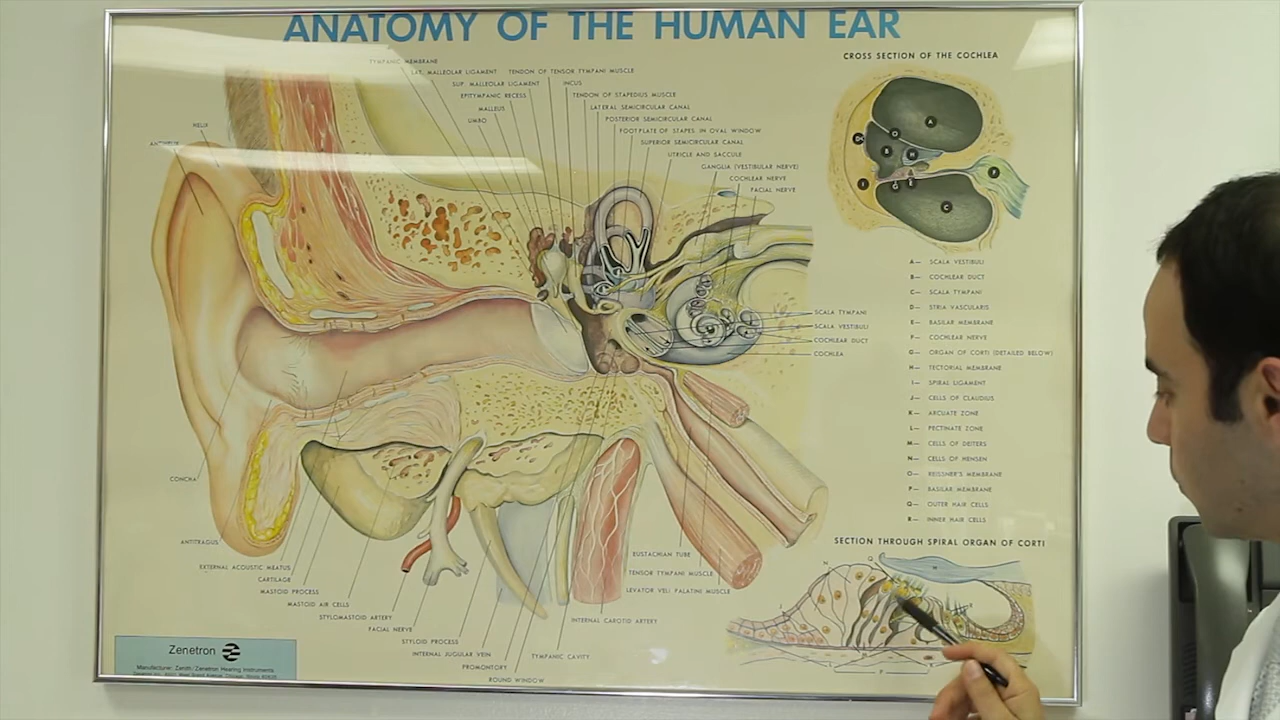 ANATOMY OF THE HUMAN EAR
TYMPANIC MEMBRANE
LAT. MALLEOLAR LIGAMENT
TENDON OF TENSOR TYMPANI MUSCLE
SUP. MALLEOLAR LIGAMENT
INCUS
EPITYMPANIC RECESS
TENDON OF STAPEDIUS MUSCLE
MALLEUS
LATERAL SEMICIRCULAR CANAL
UMBO
POSTERIOR SEMICIRCULAR CANAL
FOOTPLATE OF STAPES IN OVAL WINDOW
SUPERIOR SEMICIRCULAR CANAL
UTRICLE AND SACCULE
GANGLIA (VESTIBULAR NERVE)
COCHLEAR NERVE
FACIAL NERVE
HELIX
ANTIHELIX
SCALA TYMPANI
SCALA VESTIBULI
COCHLEAR DUCT
COCHLEA
CONCHA
ANTITRAGUS
EXTERNAL ACOUSTIC MEATUS
CARTILAGE
MASTOID PROCESS
MASTOID AIR CELLS
STYLOMASTOID ARTERY
FACIAL NERVE
STYLOID PROCESS
INTERNAL JUGULAR VEIN
PROMONTORY
ROUND WINDOW
TYMPANIC CAVITY
INTERNAL CAROTID ARTERY
EUSTACHIAN TUBE
TENSOR TYMPANI MUSCLE
LEVATOR VELI PALATINI MUSCLE
Zenetron
Manufacturer: Zenith/Zenetron Hearing Instruments
CROSS SECTION OF THE COCHLEA
A— SCALA VESTIBULI
B— COCHLEAR DUCT
C— SCALA TYMPANI
D— STRIA VASCULARIS
E— BASILAR MEMBRANE
F— COCHLEAR NERVE
G— ORGAN OF CORTI (DETAILED BELOW)
H— TECTORIAL MEMBRANE
I— SPIRAL LIGAMENT
J— CELLS OF CLAUDIUS
K— ARCUATE ZONE
L— PECTINATE ZONE
M— CELLS OF DEITERS
N— CELLS OF HENSEN
O— REISSNER'S MEMBRANE
P— BASILAR MEMBRANE
Q— OUTER HAIR CELLS
R— INNER HAIR CELLS
SECTION THROUGH SPIRAL ORGAN OF CORTI